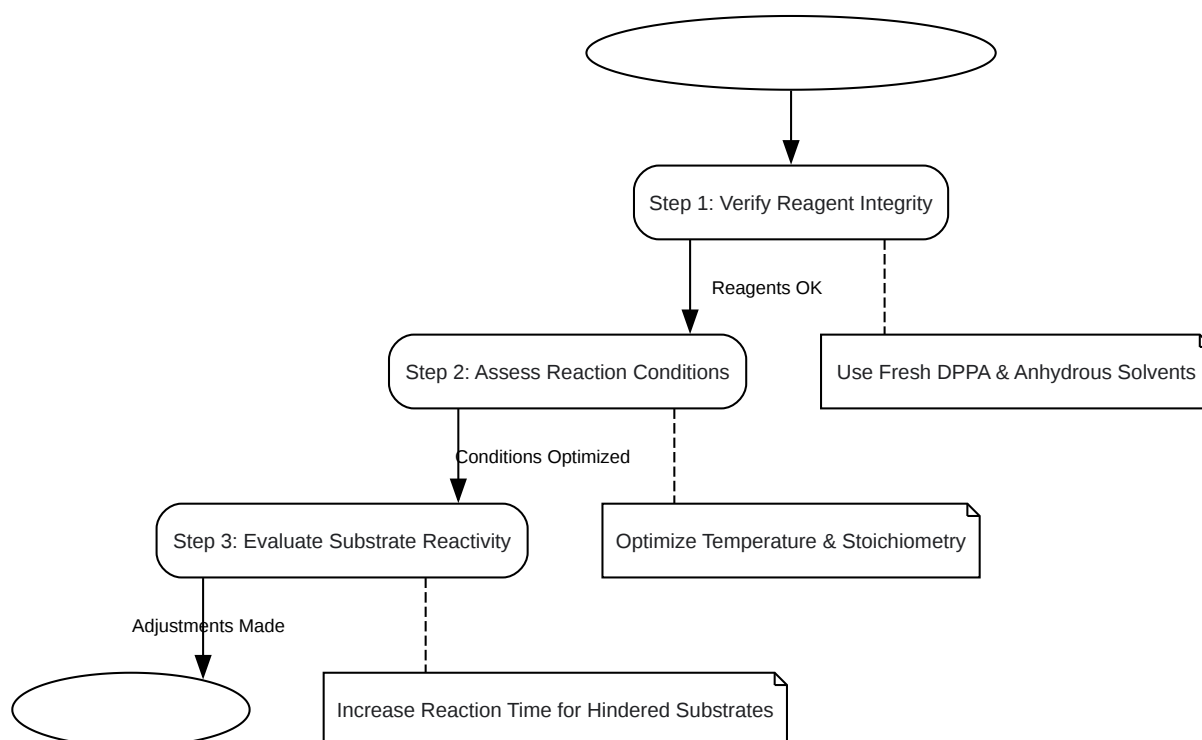 Step 1: Verify Reagent Integrity
Reagents OK
Step 2: Assess Reaction Conditions
Use Fresh DPPA & Anhydrous Solvents
Conditions Optimized
Step 3: Evaluate Substrate Reactivity
Optimize Temperature & Stoichiometry
Adjustments Made
Increase Reaction Time for Hindered Substrates